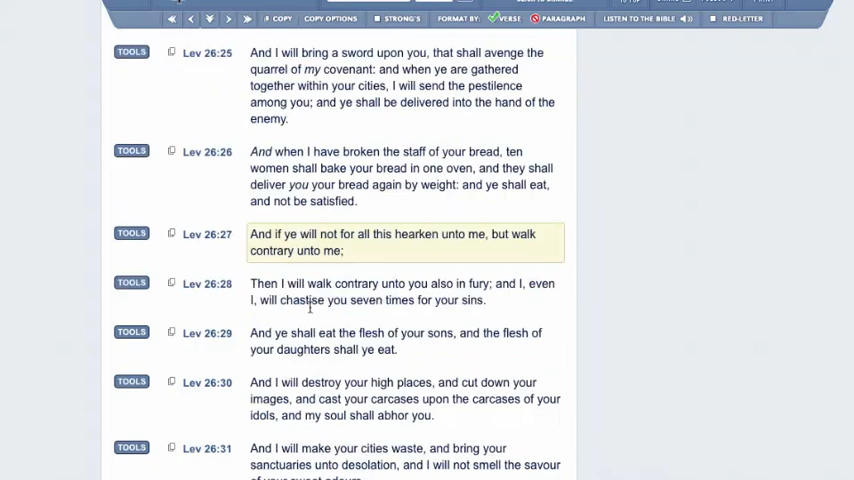 COPY COPY OPTIONS STRONG'S FORMAT BY: VERSE PARAGRAPH LISTEN TO THE BIBLE RED-LETTER
TOOLS Lev 26:25 And I will bring a sword upon you, that shall avenge the
quarrel of my covenant: and when ye are gathered
together within your cities, I will send the pestilence
among you; and ye shall be delivered into the hand of the
enemy.
TOOLS Lev 26:26 And when I have broken the staff of your bread, ten
women shall bake your bread in one oven, and they shall
deliver you your bread again by weight: and ye shall eat,
and not be satisfied.
TOOLS Lev 26:27 And if ye will not for all this hearken unto me, but walk
contrary unto me;
TOOLS Lev 26:28 Then I will walk contrary unto you also in fury; and I, even
I, will chastise you seven times for your sins.
TOOLS Lev 26:29 And ye shall eat the flesh of your sons, and the flesh of
your daughters shall ye eat.
TOOLS Lev 26:30 And I will destroy your high places, and cut down your
images, and cast your carcases upon the carcases of your
idols, and my soul shall abhor you.
TOOLS Lev 26:31 And I will make your cities waste, and bring your
sanctuaries unto desolation, and I will not smell the savour